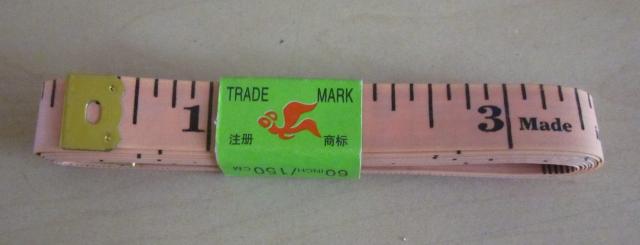 1
TRADE MARK
注册 商标
60INCH/150CM
3 Made